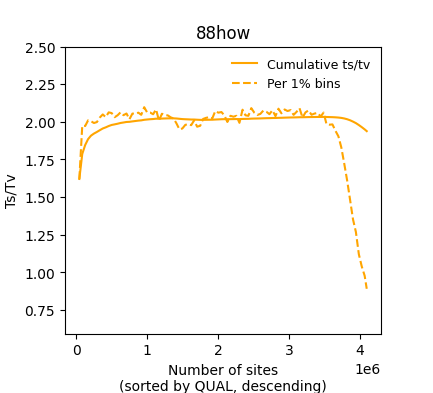 88how
2.50
2.25
2.00
1.75
1.50
1.25
1.00
0.75
Ts/Tv
Cumulative ts/tv
Per 1% bins
0 1 2 3 4
1e6
Number of sites
(sorted by QUAL, descending)